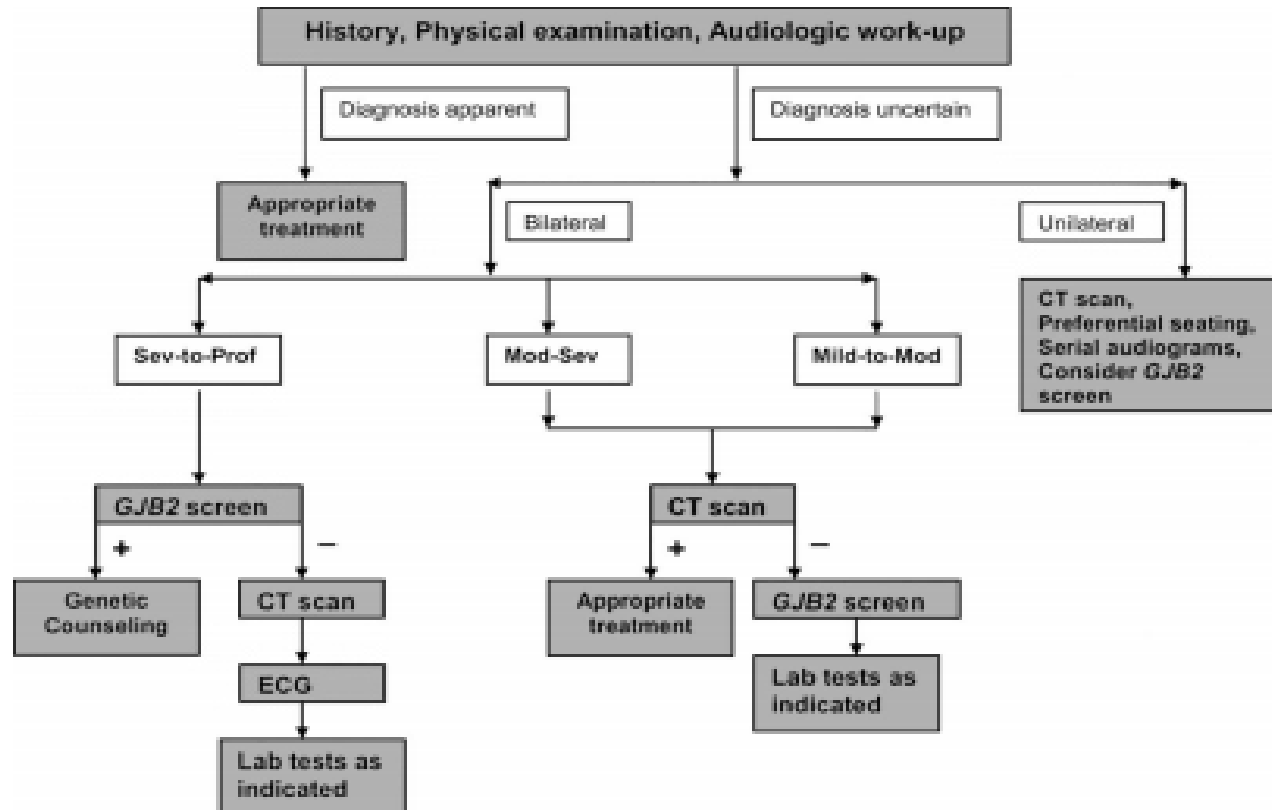 History, Physical examination, Audiologic work-up
Diagnosis apparent
Diagnosis uncertain
Appropriate
treatment
Bilateral
Unilateral
CT scan,
Preferential seating,
Serial audiograms,
Consider GJB2
screen
Sev-to-Prof
Mod-Sev
Mild-to-Mod
GJB2 screen
+
–
CT scan
+
–
Genetic
Counseling
CT scan
Appropriate
treatment
GJB2 screen
ECG
Lab tests as
indicated
Lab tests as
indicated